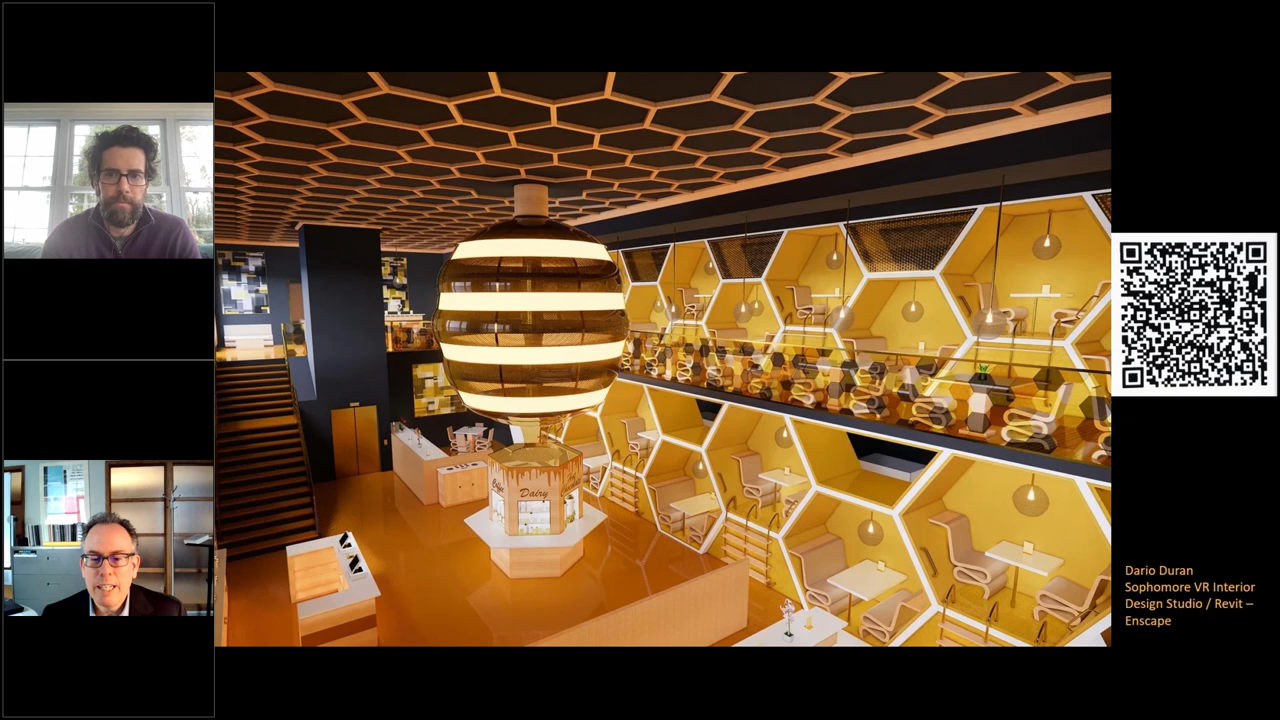 Dairy
Dario Duran
Sophomore VR Interior
Design Studio / Revit –
Enscape